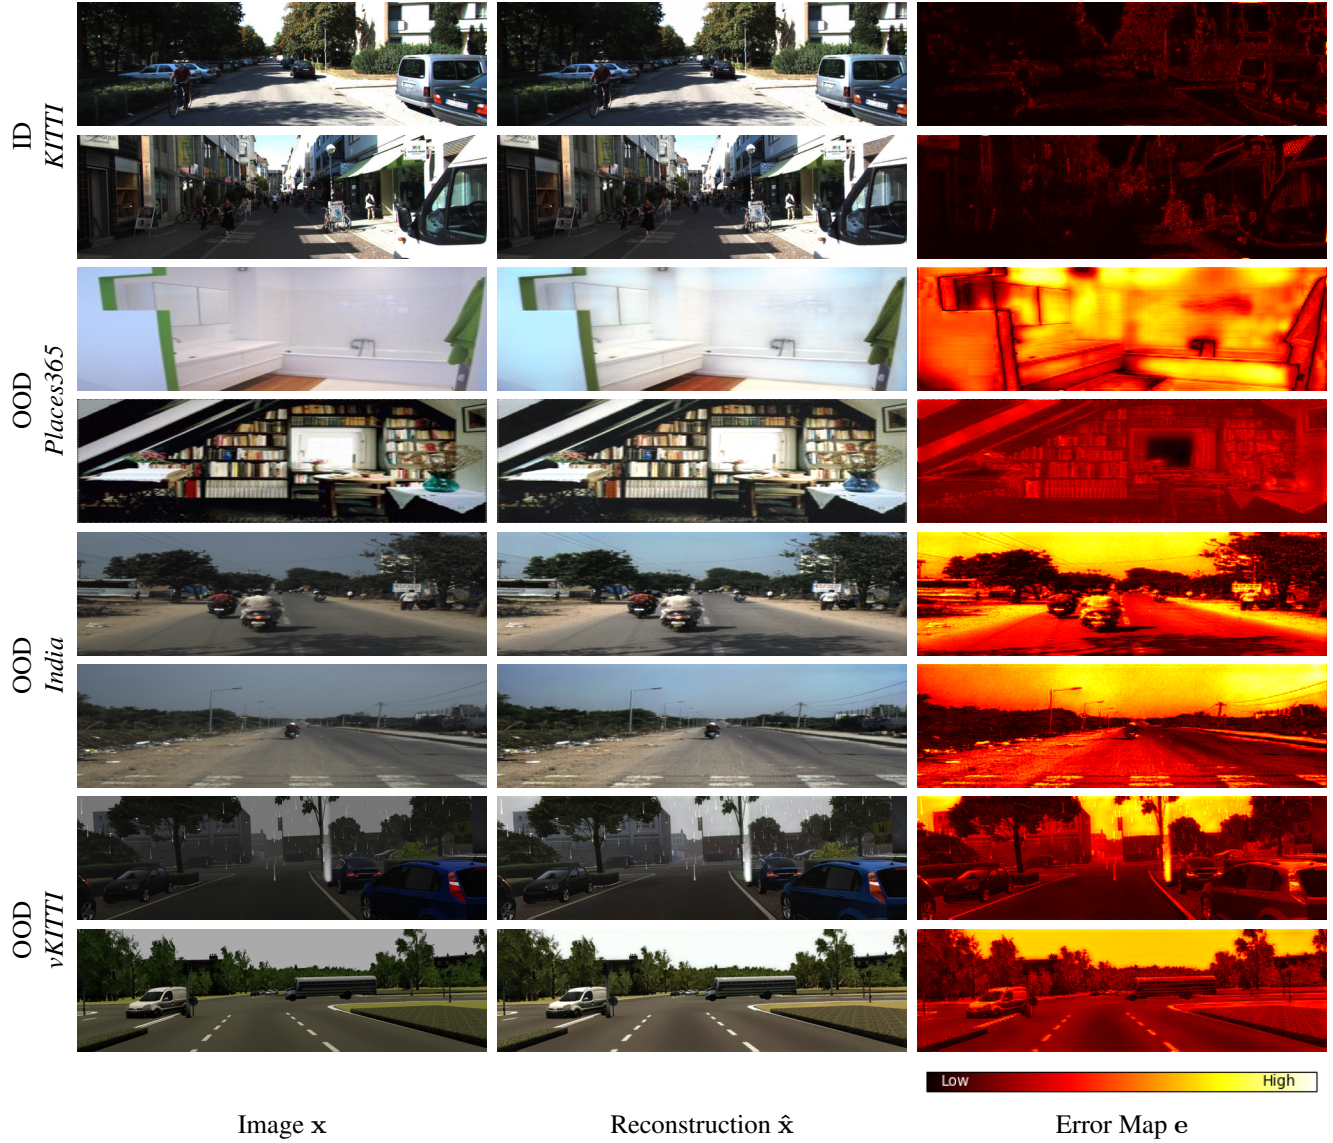 ID
KITTI
OOD
Places365
OOD
India
OOD
vKITTI
Low High
Image x
Reconstruction x̂
Error Map e